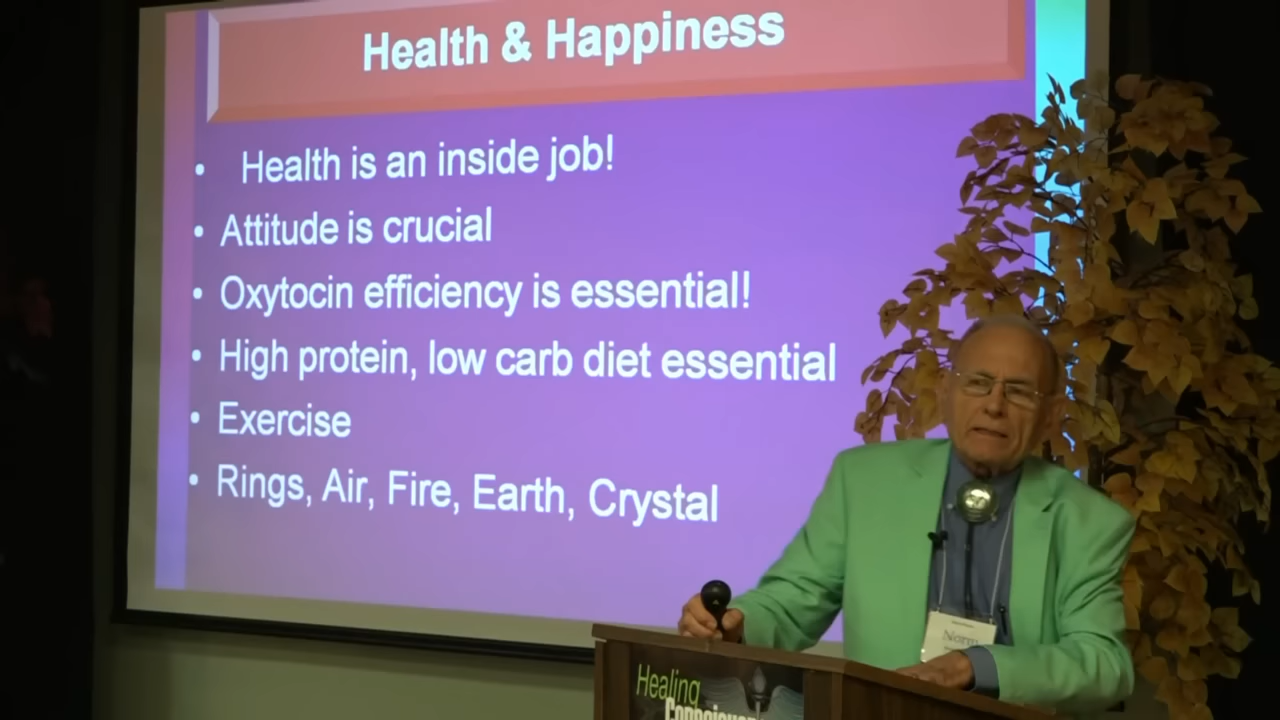 Health & Happiness
• Health is an inside job!
• Attitude is crucial
• Oxytocin efficiency is essential!
• High protein, low carb diet essential
• Exercise
• Rings, Air, Fire, Earth, Crystal
Healing